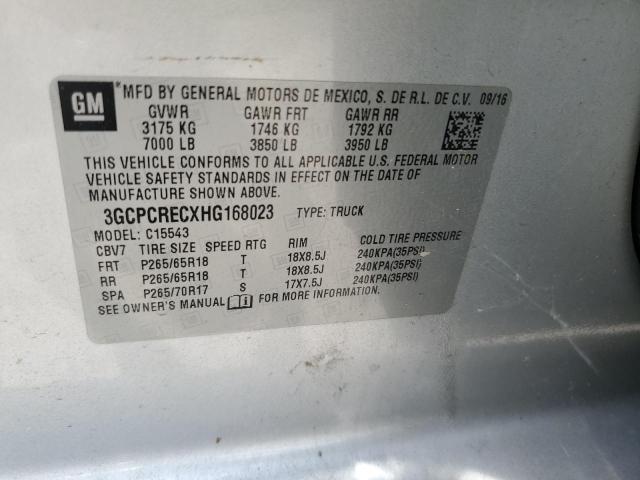 GM
*MFD BY GENERAL MOTORS DE MEXICO, S. DE R.L. DE C.V. 09/16
GVWR GAWR FRT GAWR RR
3175 KG 1746 KG 1792 KG
7000 LB 3850 LB 3950 LB
THIS VEHICLE CONFORMS TO ALL APPLICABLE U.S. FEDERAL MOTOR
VEHICLE SAFETY STANDARDS IN EFFECT ON THE DATE OF
MANUFACTURE SHOWN ABOVE.
3GCPCRECXHG168023 TYPE: TRUCK
MODEL: C15543
CBV7 TIRE SIZE SPEED RTG RIM COLD TIRE PRESSURE
FRT P265/65R18 T 18X8.5J 240KPA(35PSI)
RR P265/65R18 T 18X8.5J 240KPA(35PSI)
SPA P265/70R17 S 17X7.5J 240KPA(35PSI)
SEE OWNER'S MANUAL FOR MORE INFORMATION.